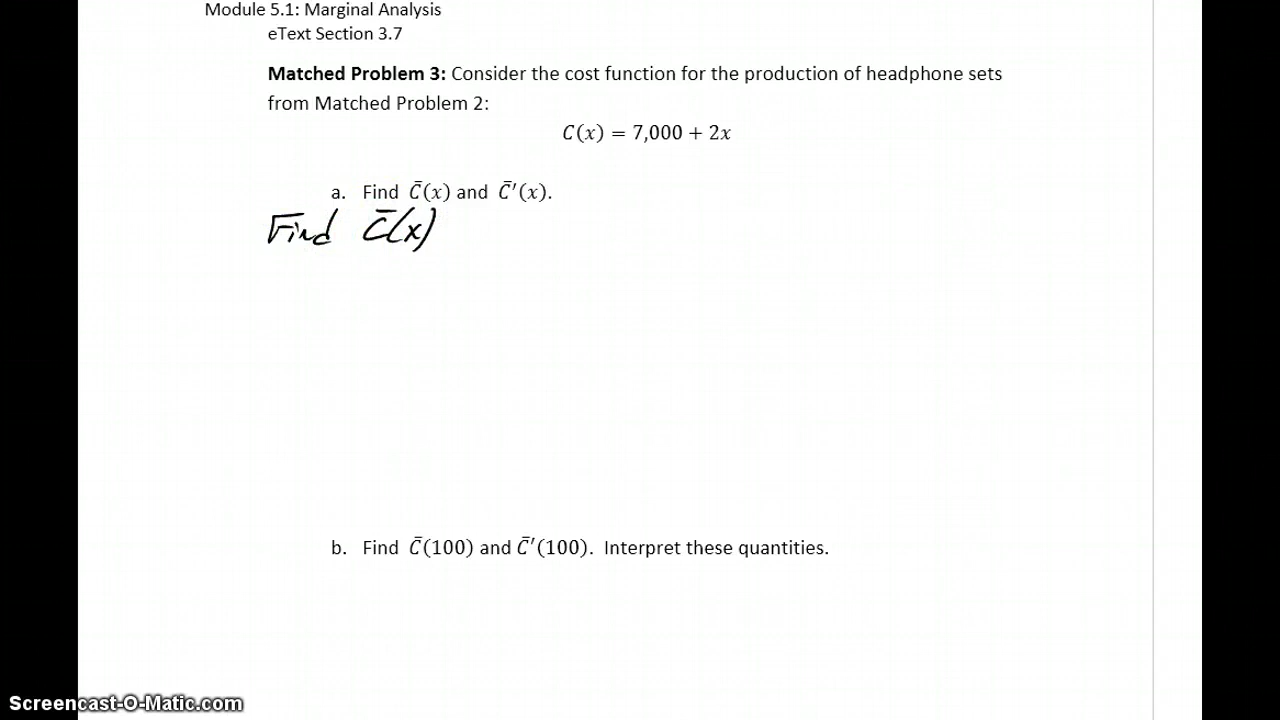 Module 5.1: Marginal Analysis
eText Section 3.7
Matched Problem 3: Consider the cost function for the production of headphone sets
from Matched Problem 2:
C(x) = 7,000 + 2x
a. Find C̄(x) and C̄′(x).
Find C̄(x)
b. Find C̄(100) and C̄′(100). Interpret these quantities.
Screencast-O-Matic.com